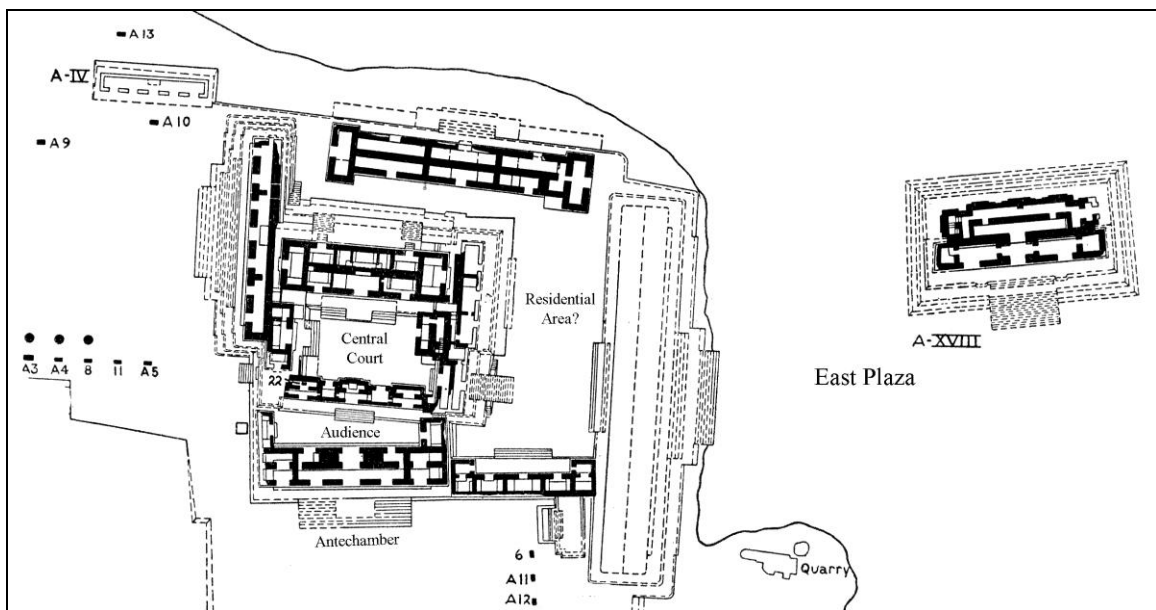 A13
A-IV
A10
A9
Residential
Area?
Central
Court
A-XVIII
A3 A4 8 11 A5
22
East Plaza
Audience
Antechamber
6
Quarry
A11
A12